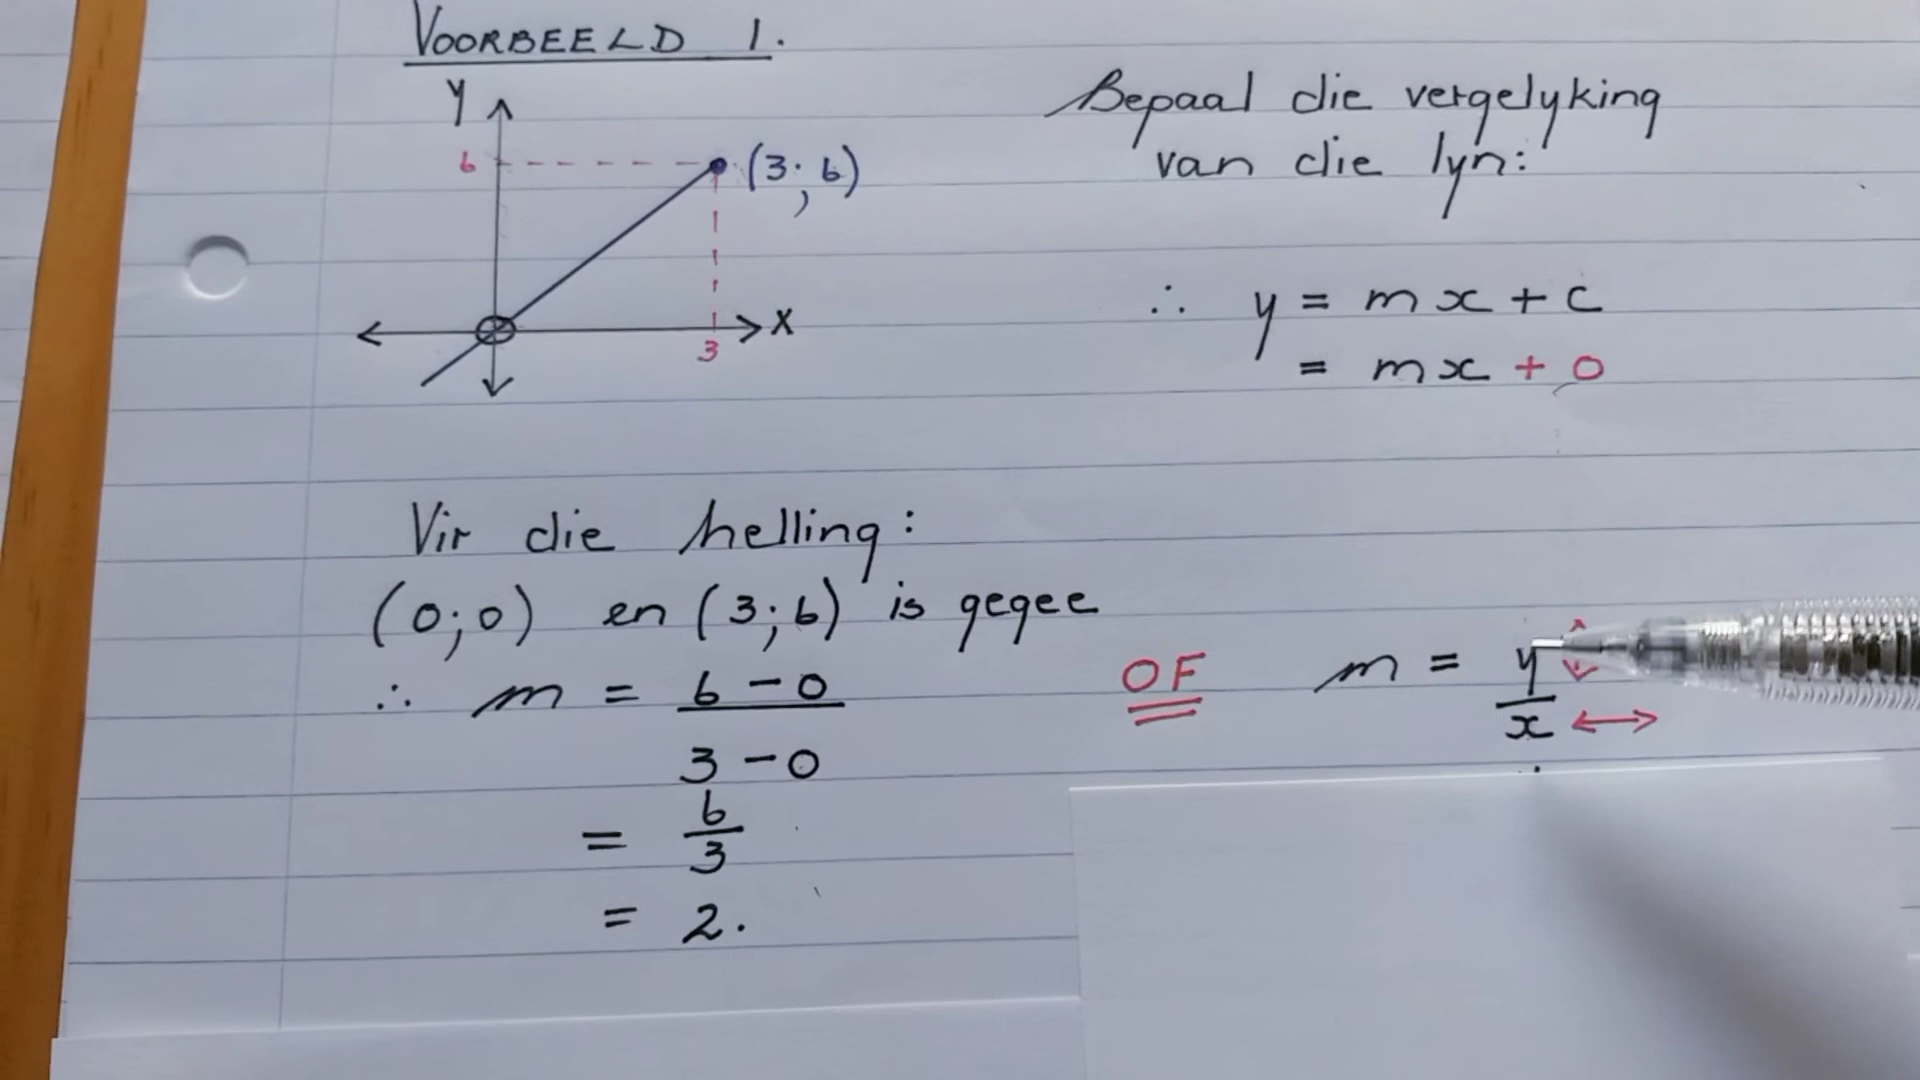 VOORBEELD 1.
Y
6
(3; 6)
X
3
Bepaal die vergelyking
van die lyn:
∴ y = mx + c
= mx + 0
Vir die helling:
(0;0) en (3;6) is gegee
∴ m = 6 - 0
3 - 0
= 6
3
= 2.
OF
m = y
x